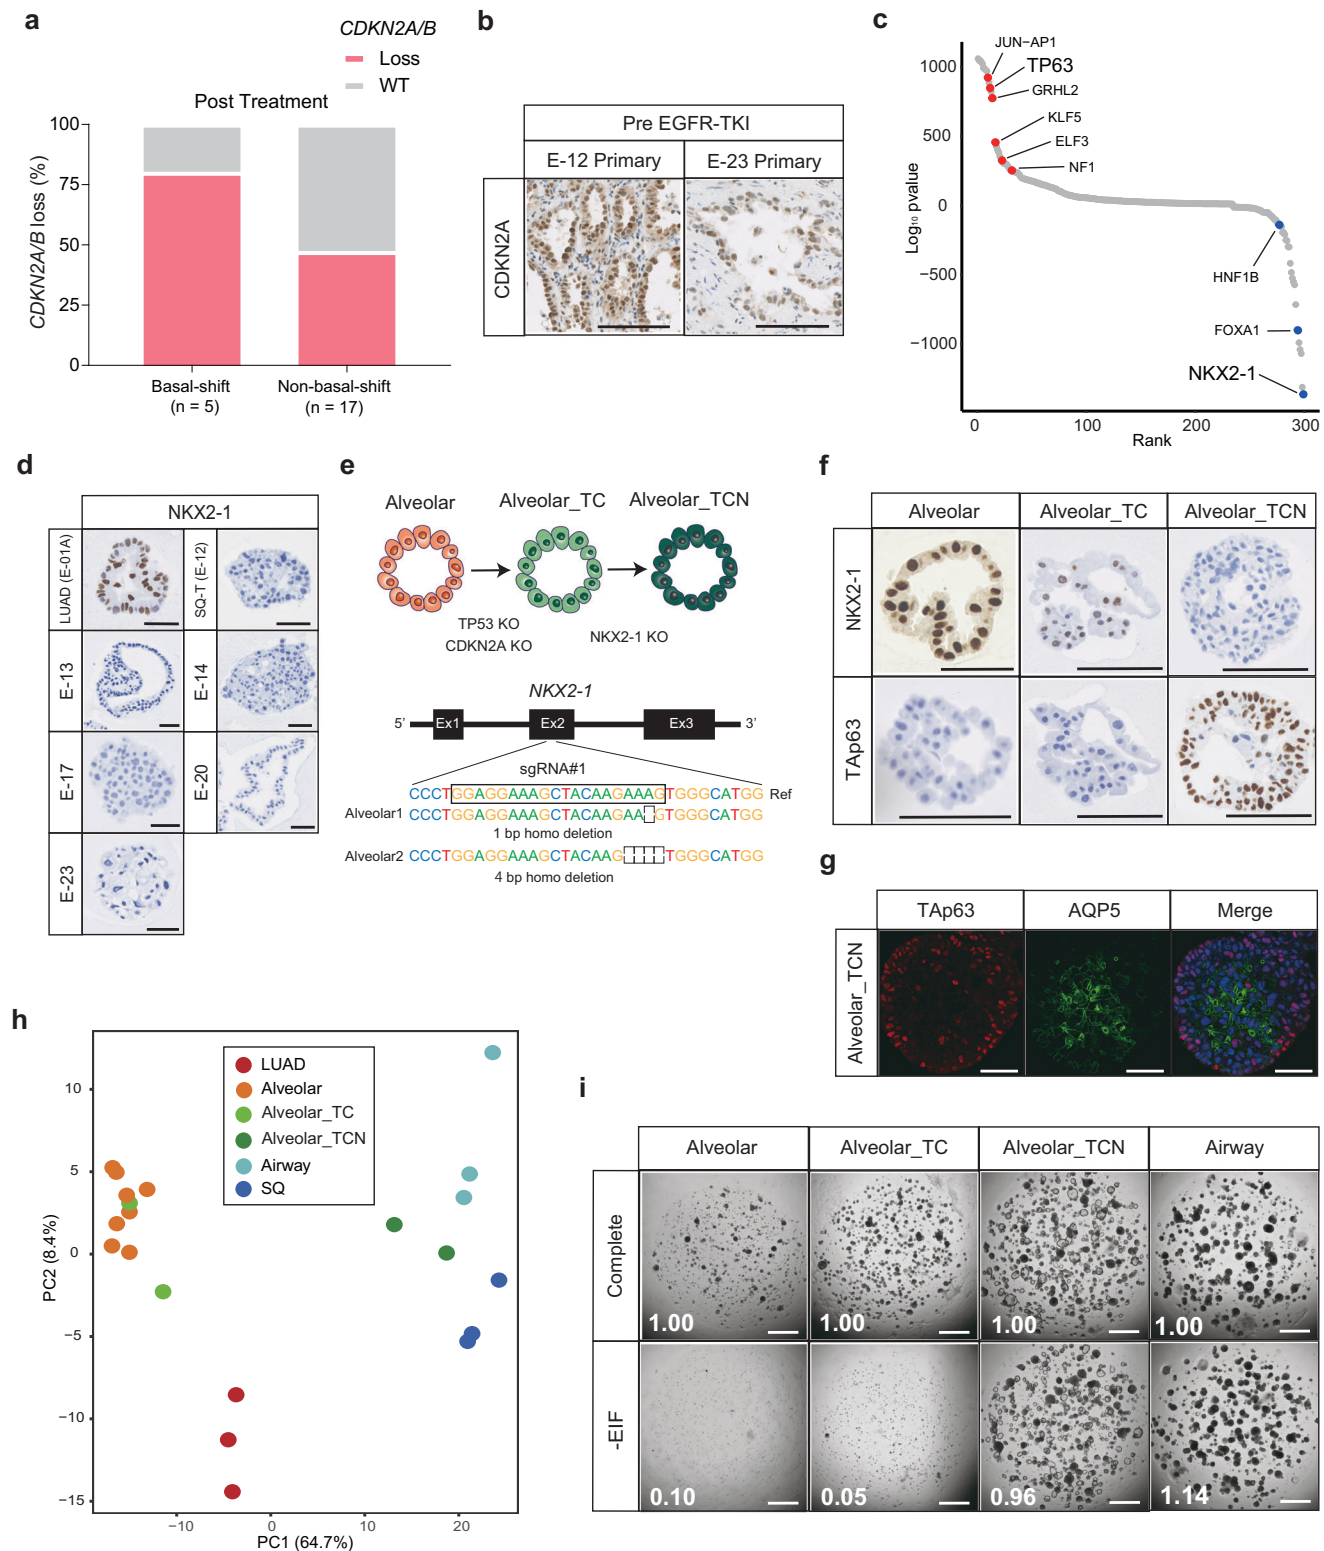 a
CDKN2A/B
Loss
WT
Post Treatment
CDKN2A/B loss (%)
100
75
50
25
0
Basal-shift
(n = 5)
Non-basal-shift
(n = 17)
b
Pre EGFR-TKI
E-12 Primary
E-23 Primary
CDKN2A
c
Log₁₀ pvalue
1000
500
0
−500
−1000
JUN−AP1
TP63
GRHL2
KLF5
ELF3
NF1
HNF1B
FOXA1
NKX2-1
0
100
200
300
Rank
d
NKX2-1
LUAD (E-01A)
SQ-T (E-12)
E-13
E-14
E-17
E-20
E-23
e
Alveolar
Alveolar_TC
Alveolar_TCN
TP53 KO
CDKN2A KO
NKX2-1 KO
NKX2-1
5'
Ex1
Ex2
Ex3
3'
sgRNA#1
CCCTGGAGGAAAGCTACAAGAAAGTGGGCATGG Ref
Alveolar1 CCCTGGAGGAAAGCTACAAGAA GTGGGCATGG
1 bp homo deletion
Alveolar2 CCCTGGAGGAAAGCTACAAG TGGGCATGG
4 bp homo deletion
f
Alveolar
Alveolar_TC
Alveolar_TCN
NKX2-1
TAp63
g
TAp63
AQP5
Merge
Alveolar_TCN
h
LUAD
Alveolar
Alveolar_TC
Alveolar_TCN
Airway
SQ
PC2 (8.4%)
10
5
0
−5
−10
−15
−10
0
10
20
PC1 (64.7%)
i
Alveolar
Alveolar_TC
Alveolar_TCN
Airway
Complete
1.00
1.00
1.00
1.00
-EIF
0.10
0.05
0.96
1.14